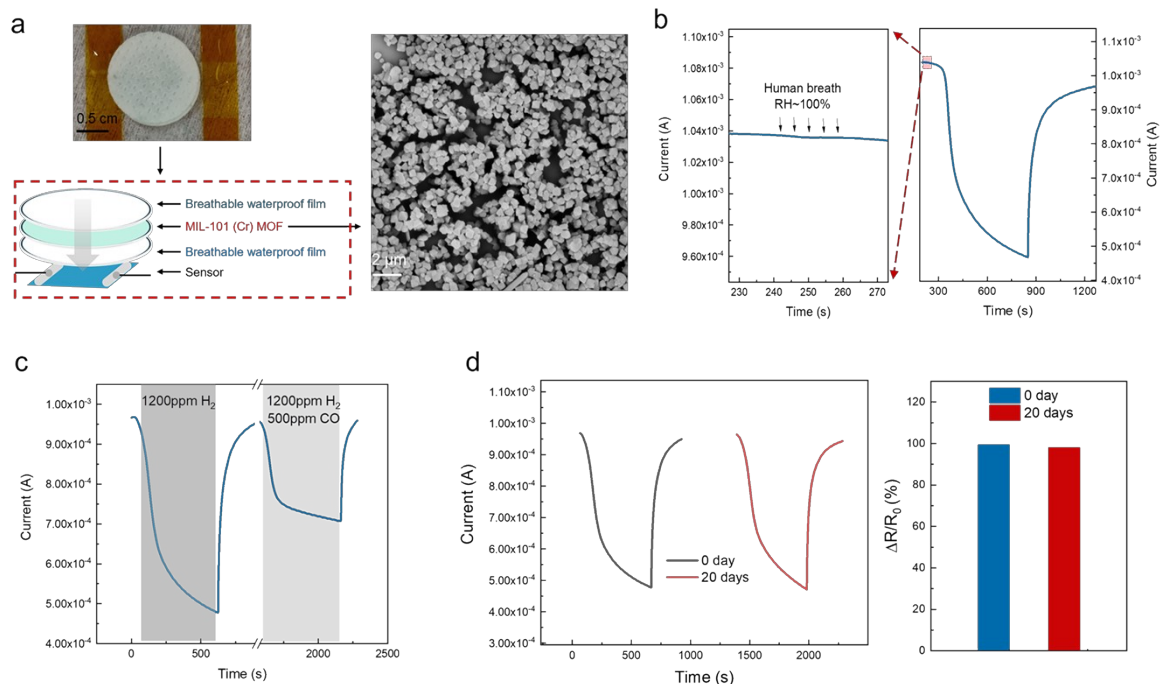 a
0.5 cm
Breathable waterproof film
MIL-101 (Cr) MOF
Breathable waterproof film
Sensor
2 μm
b
1.10x10⁻³
1.08x10⁻³
1.06x10⁻³
1.04x10⁻³
1.02x10⁻³
1.00x10⁻³
9.80x10⁻⁴
9.60x10⁻⁴
Current (A)
Human breath
RH~100%
230 240 250 260 270
Time (s)
1.1x10⁻³
1.0x10⁻³
9.0x10⁻⁴
8.0x10⁻⁴
7.0x10⁻⁴
6.0x10⁻⁴
5.0x10⁻⁴
4.0x10⁻⁴
Current (A)
300 600 900 1200
Time (s)
c
1.00x10⁻³
9.00x10⁻⁴
8.00x10⁻⁴
7.00x10⁻⁴
6.00x10⁻⁴
5.00x10⁻⁴
4.00x10⁻⁴
Current (A)
1200ppm H₂
1200ppm H₂
500ppm CO
0 500 2000 2500
Time (s)
d
1.00x10⁻³
9.00x10⁻⁴
8.00x10⁻⁴
7.00x10⁻⁴
6.00x10⁻⁴
5.00x10⁻⁴
4.00x10⁻⁴
3.00x10⁻⁴
Current (A)
0 day
20 days
0 500 1000 1500 2000
Time (s)
0 day
20 days
120
100
80
60
40
20
0
ΔR/R₀ (%)